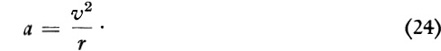 a = v²/r · (24)